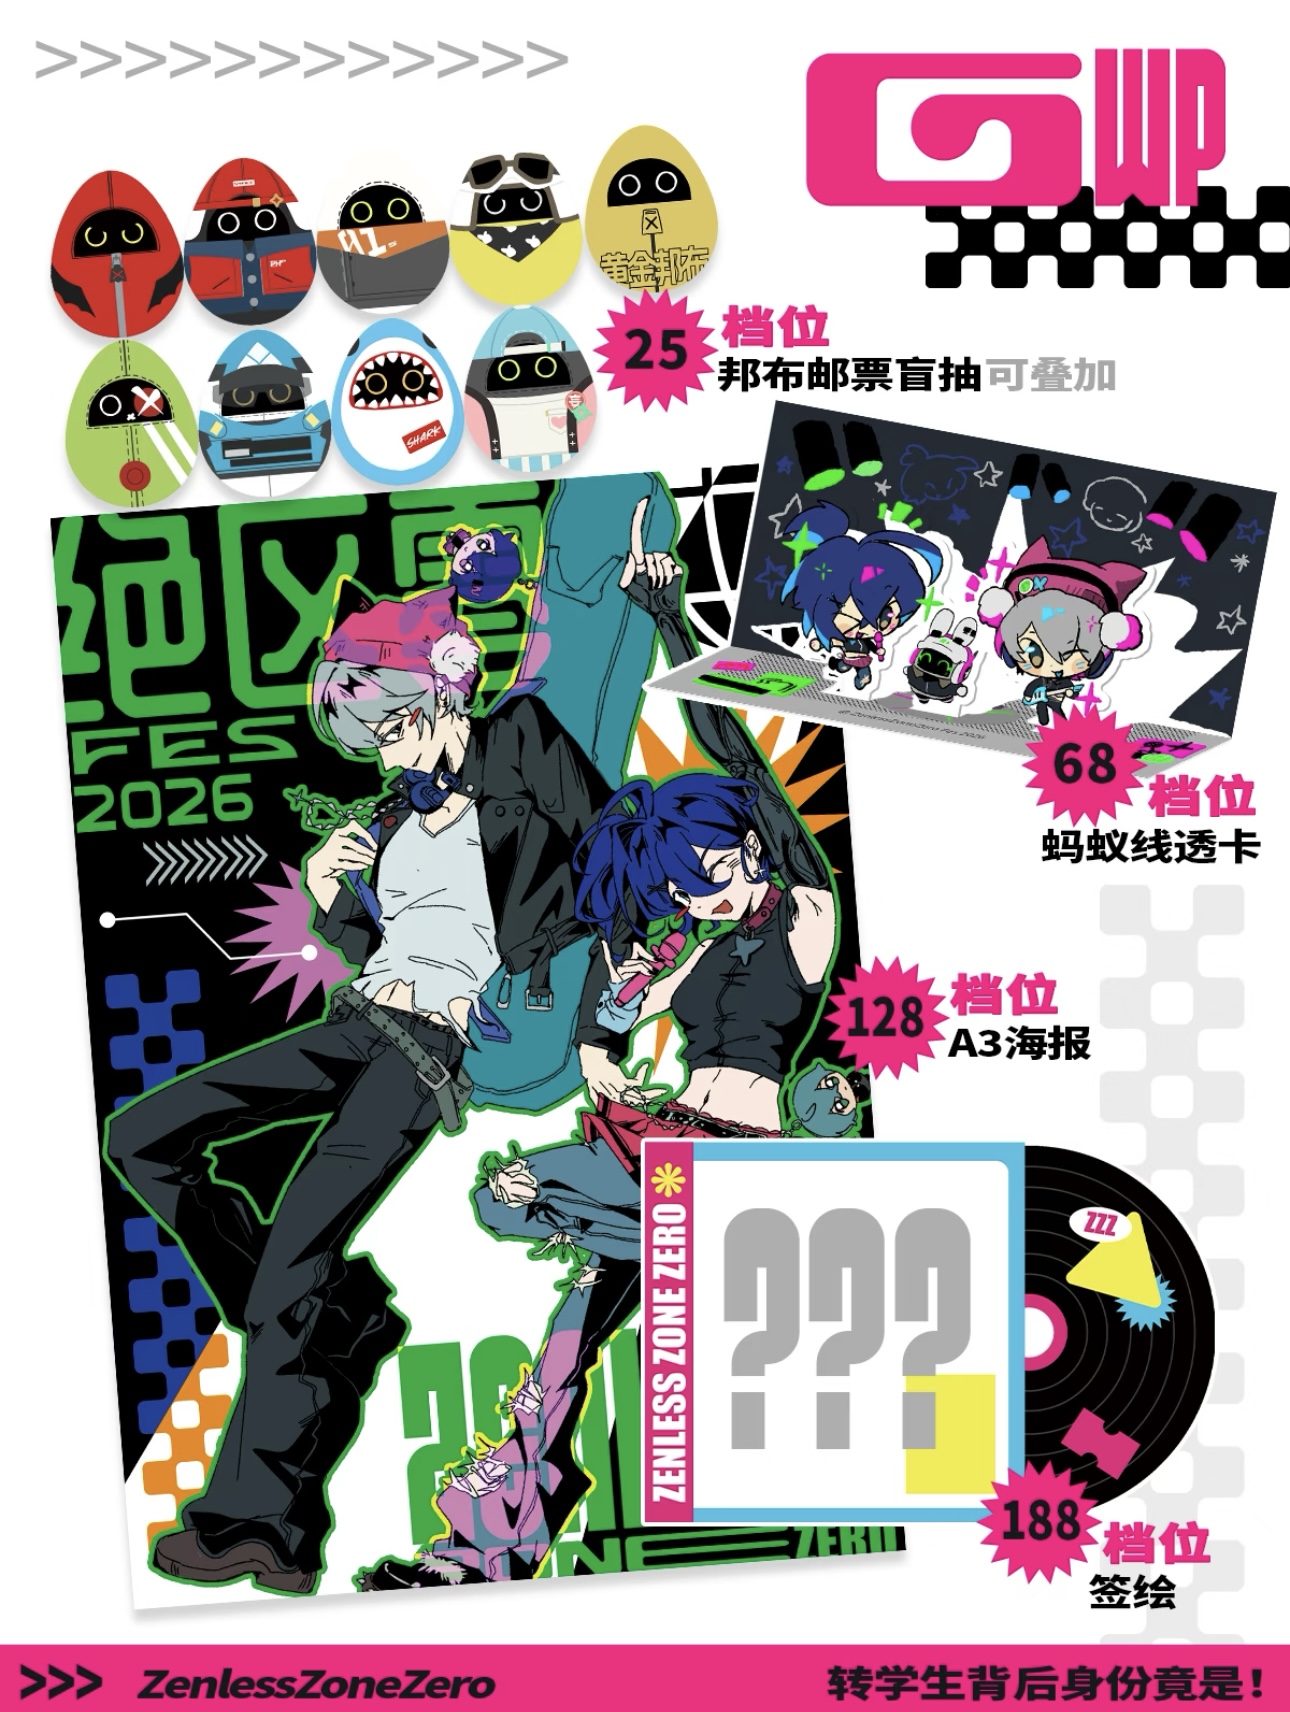 >>>>>>>>>>>>
GWP
H1
黄金邦布
25
档位
邦布邮票盲抽 可叠加
SHARK
绝区零
FES
2026
68
档位
蚂蚁线透卡
128
档位
A3海报
ZENLESS ZONE ZERO
???
ZZZ
ZERO
188
档位
签绘
>>> ZenlessZoneZero
转学生背后身份竟是！